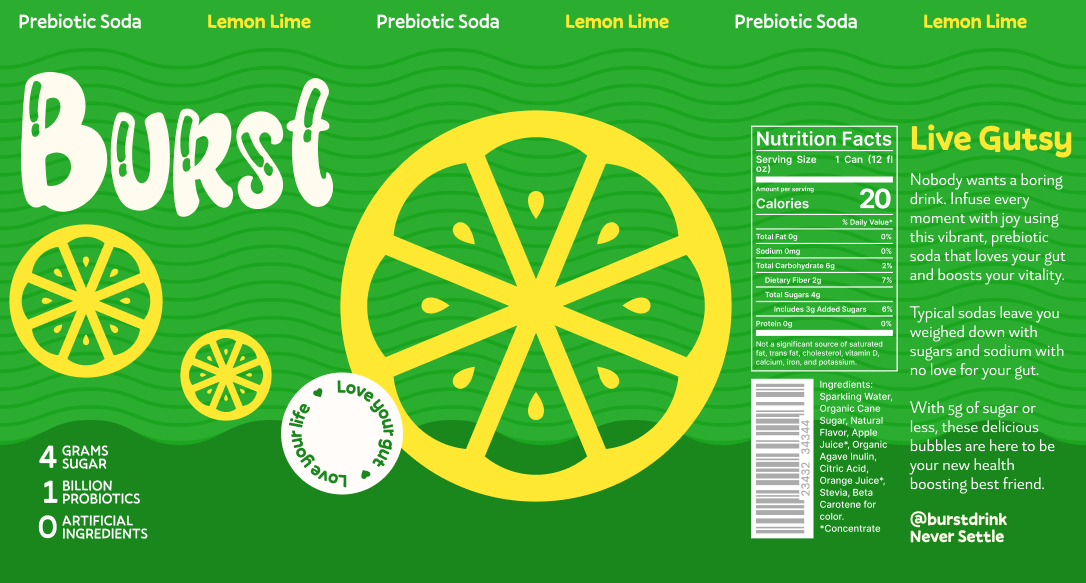 Prebiotic Soda Lemon Lime Prebiotic Soda Lemon Lime Prebiotic Soda Lemon Lime
Burst
4 GRAMS
SUGAR
1 BILLION
PROBIOTICS
0 ARTIFICIAL
INGREDIENTS
Love your gut
Love your life
Nutrition Facts
Serving Size 1 Can (12 fl
oz)
Amount per serving
Calories 20
% Daily Value*
Total Fat 0g 0%
Sodium 0mg 0%
Total Carbohydrate 6g 2%
Dietary Fiber 2g 7%
Total Sugars 4g
Includes 3g Added Sugars 6%
Protein 0g 0%
Not a significant source of saturated
fat, trans fat, cholesterol, vitamin D,
calcium, iron, and potassium.
23432 34344
Ingredients:
Sparkling Water,
Organic Cane
Sugar, Natural
Flavor, Apple
Juice*, Organic
Agave Inulin,
Citric Acid,
Orange Juice*,
Stevia, Beta
Carotene for
color.
*Concentrate
Live Gutsy
Nobody wants a boring
drink. Infuse every
moment with joy using
this vibrant, prebiotic
soda that loves your gut
and boosts your vitality.
Typical sodas leave you
weighed down with
sugars and sodium with
no love for your gut.
With 5g of sugar or
less, these delicious
bubbles are here to be
your new health
boosting best friend.
@burstdrink
Never Settle